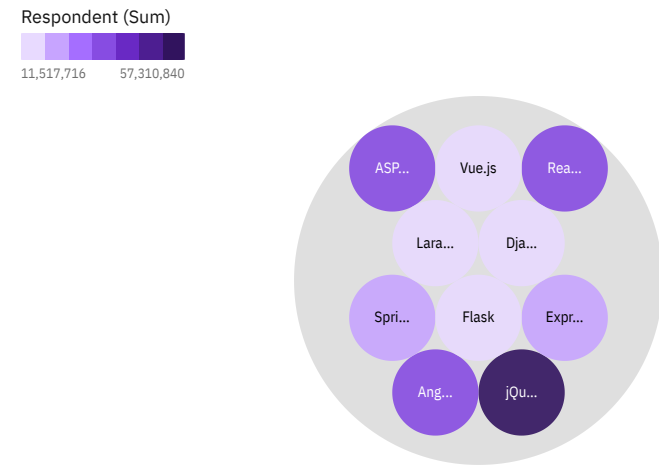 Respondent (Sum)
11,517,716 57,310,840
ASP... Vue.js Rea...
Lara... Dja...
Spri... Flask Expr...
Ang... jQu...